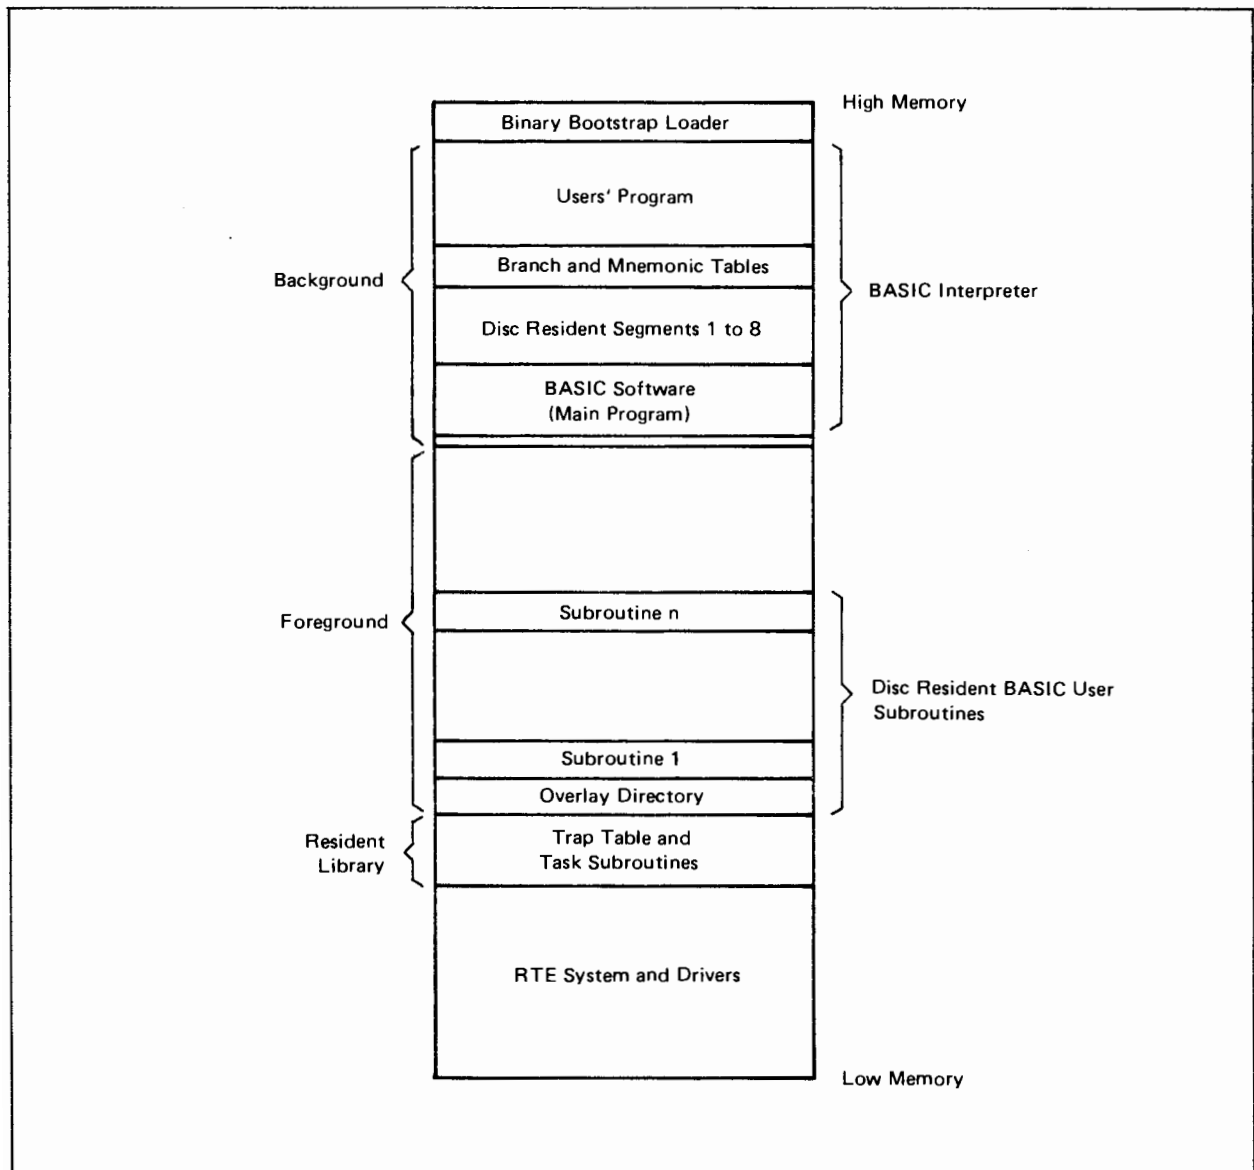 High Memory
Binary Bootstrap Loader
Users' Program
Branch and Mnemonic Tables
Background
BASIC Interpreter
Disc Resident Segments 1 to 8
BASIC Software
(Main Program)
Subroutine n
Foreground
Disc Resident BASIC User
Subroutines
Subroutine 1
Overlay Directory
Resident
Library
Trap Table and
Task Subroutines
RTE System and Drivers
Low Memory